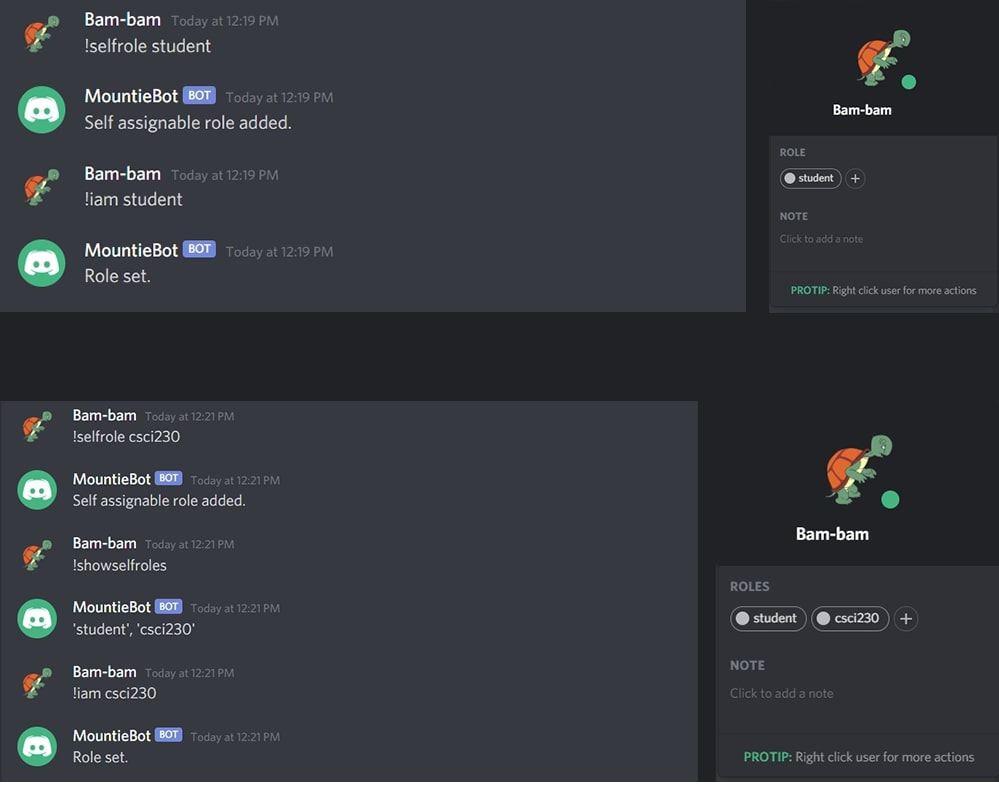 Bam-bam Today at 12:19 PM
!selfrole student
MountieBot BOT Today at 12:19 PM
Self assignable role added.
Bam-bam Today at 12:19 PM
!iam student
MountieBot BOT Today at 12:19 PM
Role set.
Bam-bam
ROLE
student +
NOTE
Click to add a note
PROTIP: Right click user for more actions
Bam-bam Today at 12:21 PM
!selfrole csci230
MountieBot BOT Today at 12:21 PM
Self assignable role added.
Bam-bam Today at 12:21 PM
!showselfroles
MountieBot BOT Today at 12:21 PM
'student', 'csci230'
Bam-bam Today at 12:21 PM
!iam csci230
MountieBot BOT Today at 12:21 PM
Role set.
Bam-bam
ROLES
student csci230 +
NOTE
Click to add a note
PROTIP: Right click user for more actions